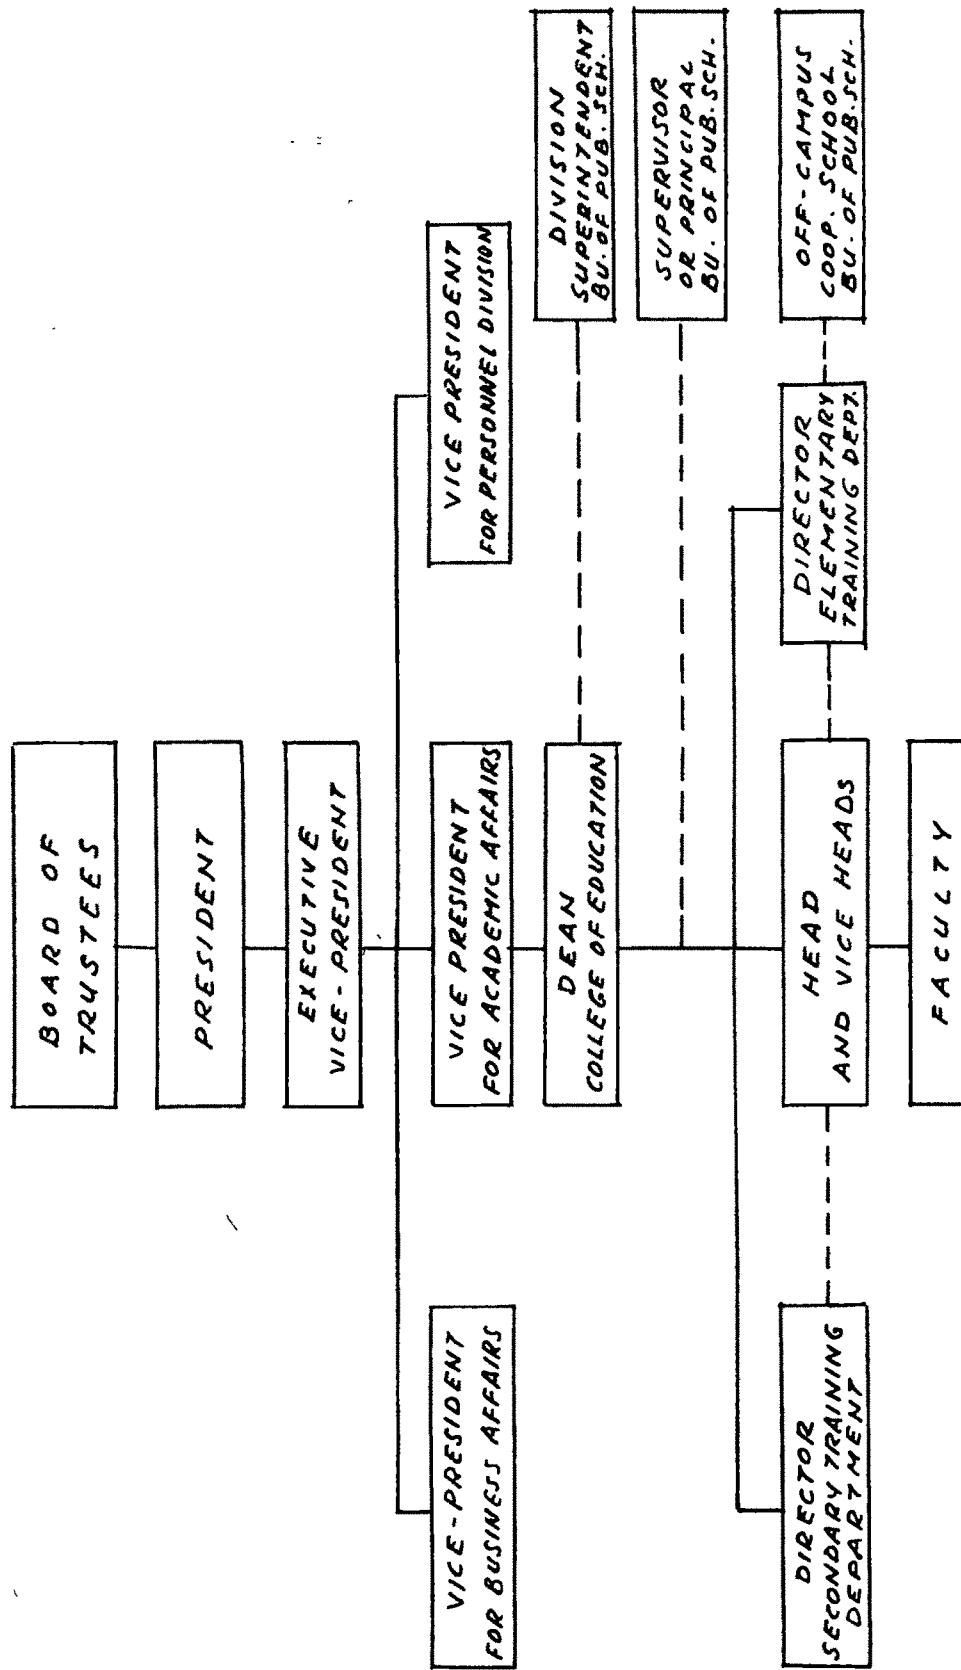 BOARD OF
TRUSTEES
PRESIDENT
EXECUTIVE
VICE-PRESIDENT
VICE-PRESIDENT
FOR BUSINESS AFFAIRS
VICE PRESIDENT
FOR ACADEMIC AFFAIRS
VICE PRESIDENT
FOR PERSONNEL DIVISION
DEAN
COLLEGE OF EDUCATION
DIVISION
SUPERINTENDENT
BU. OF PUB. SCH.
SUPERVISOR
OR PRINCIPAL
BU. OF PUB. SCH.
DIRECTOR
SECONDARY TRAINING
DEPARTMENT
HEAD
AND VICE HEADS
DIRECTOR
ELEMENTARY
TRAINING DEPT.
OFF-CAMPUS
COOP. SCHOOL
BU. OF PUB. SCH.
FACULTY